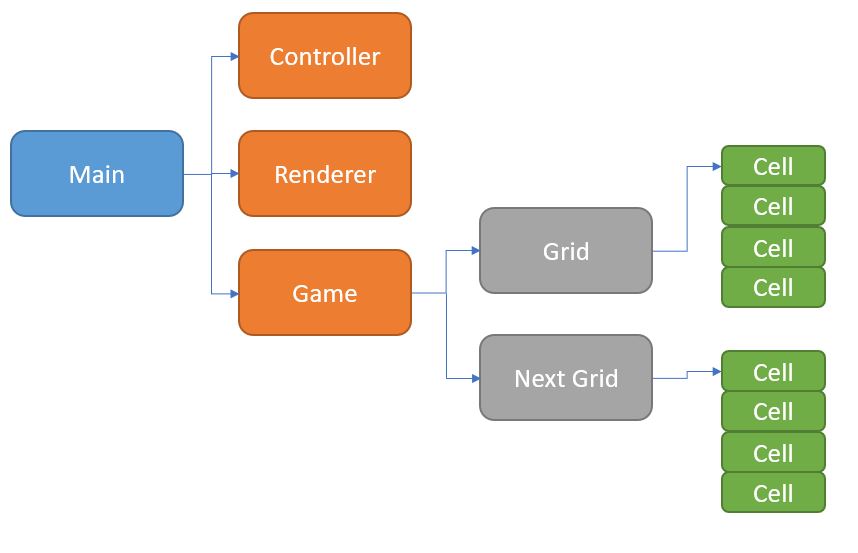 Controller
Main
Renderer
Game
Grid
Next Grid
Cell
Cell
Cell
Cell
Cell
Cell
Cell
Cell